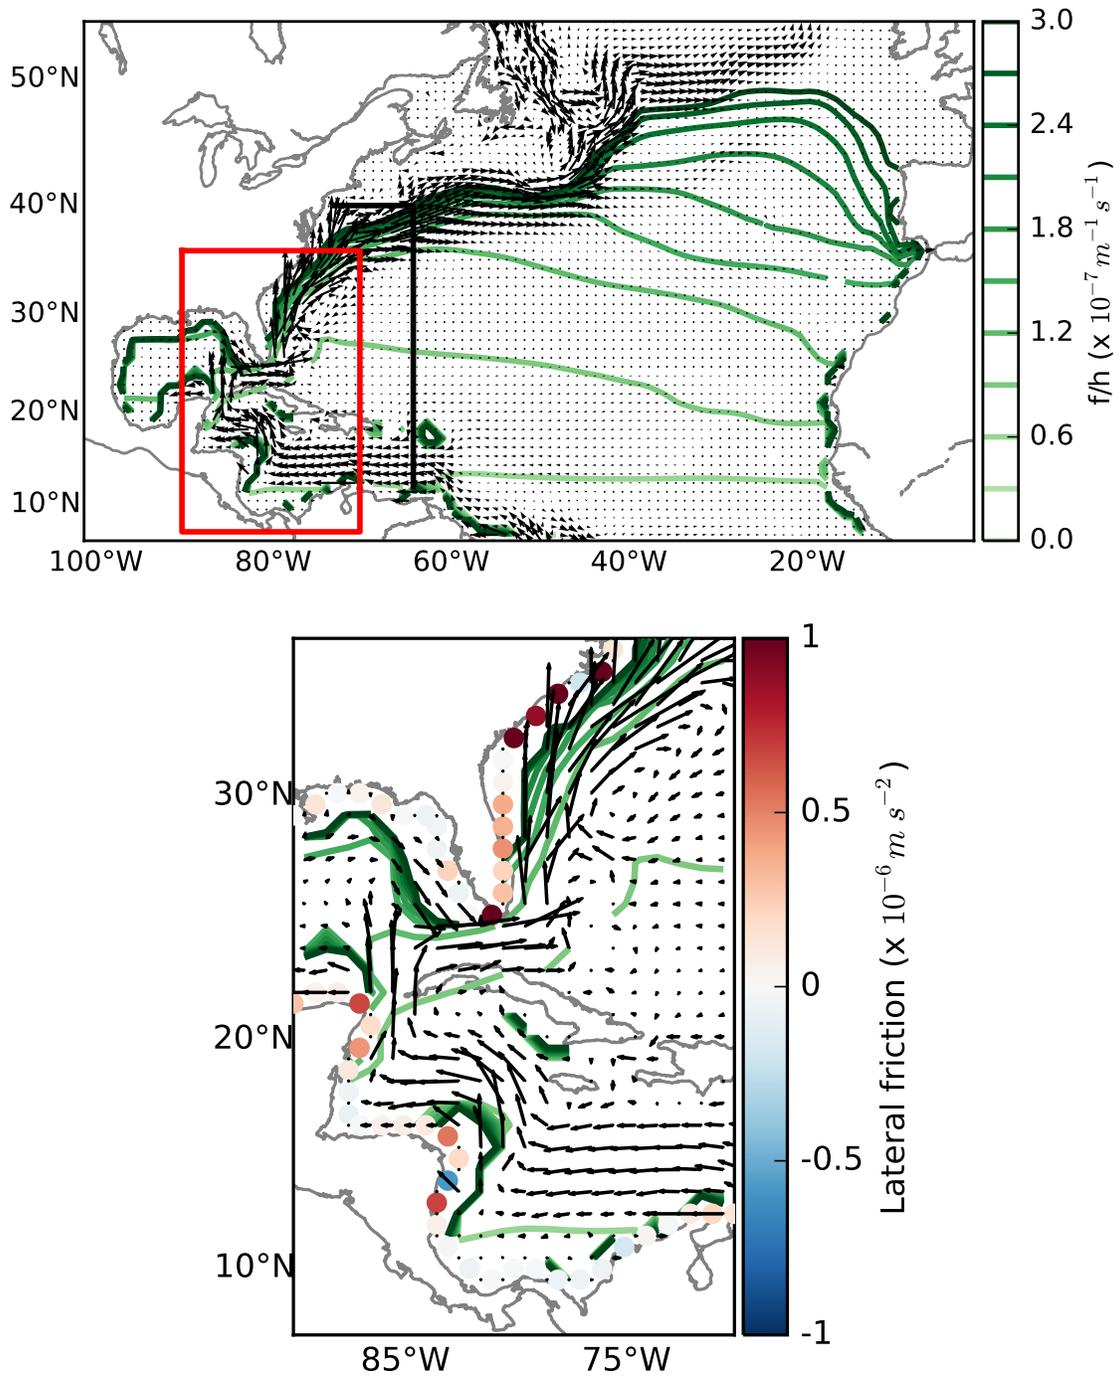 50°N
40°N
30°N
20°N
10°N
100°W 80°W 60°W 40°W 20°W
3.0
2.4
1.8
1.2
0.6
0.0
f/h (x 10⁻⁷ m⁻¹ s⁻¹)
30°N
20°N
10°N
85°W 75°W
1
0.5
0
-0.5
-1
Lateral friction (x 10⁻⁶ m s⁻²)